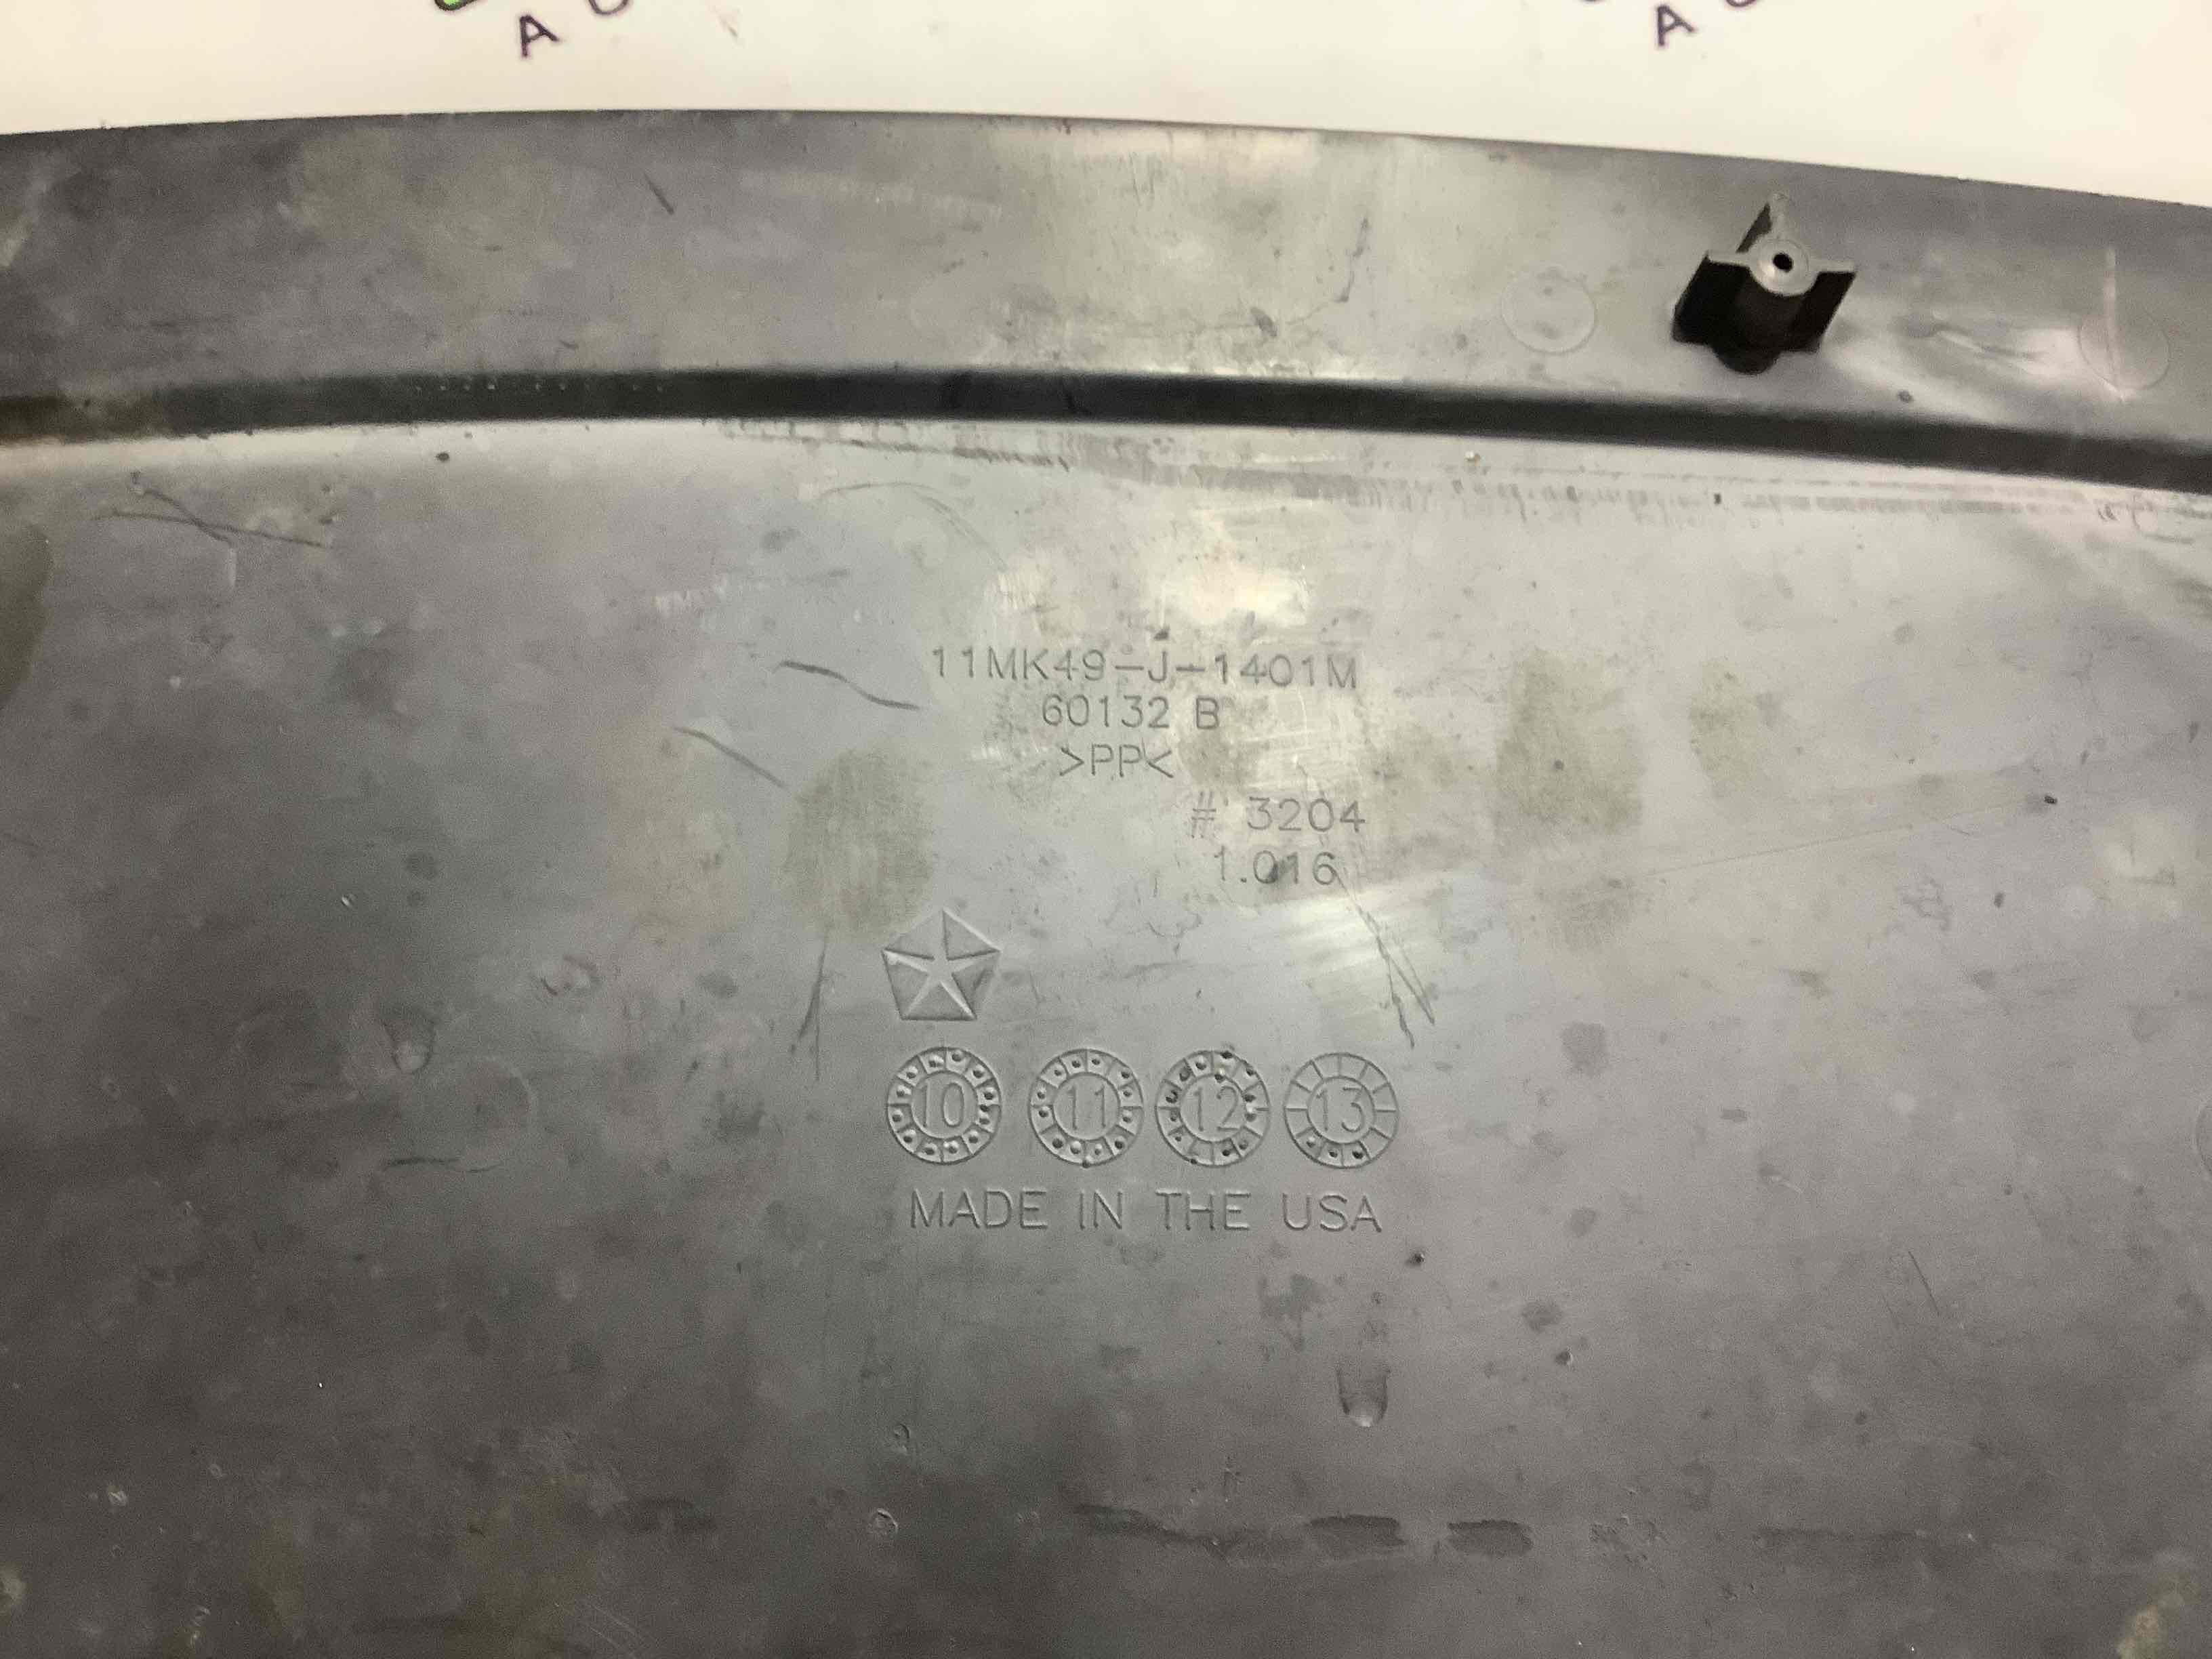 A
A
11MK49-J-1401M
60132 B
>PP<
# 3204
1.016
10 11 12 13
MADE IN THE USA